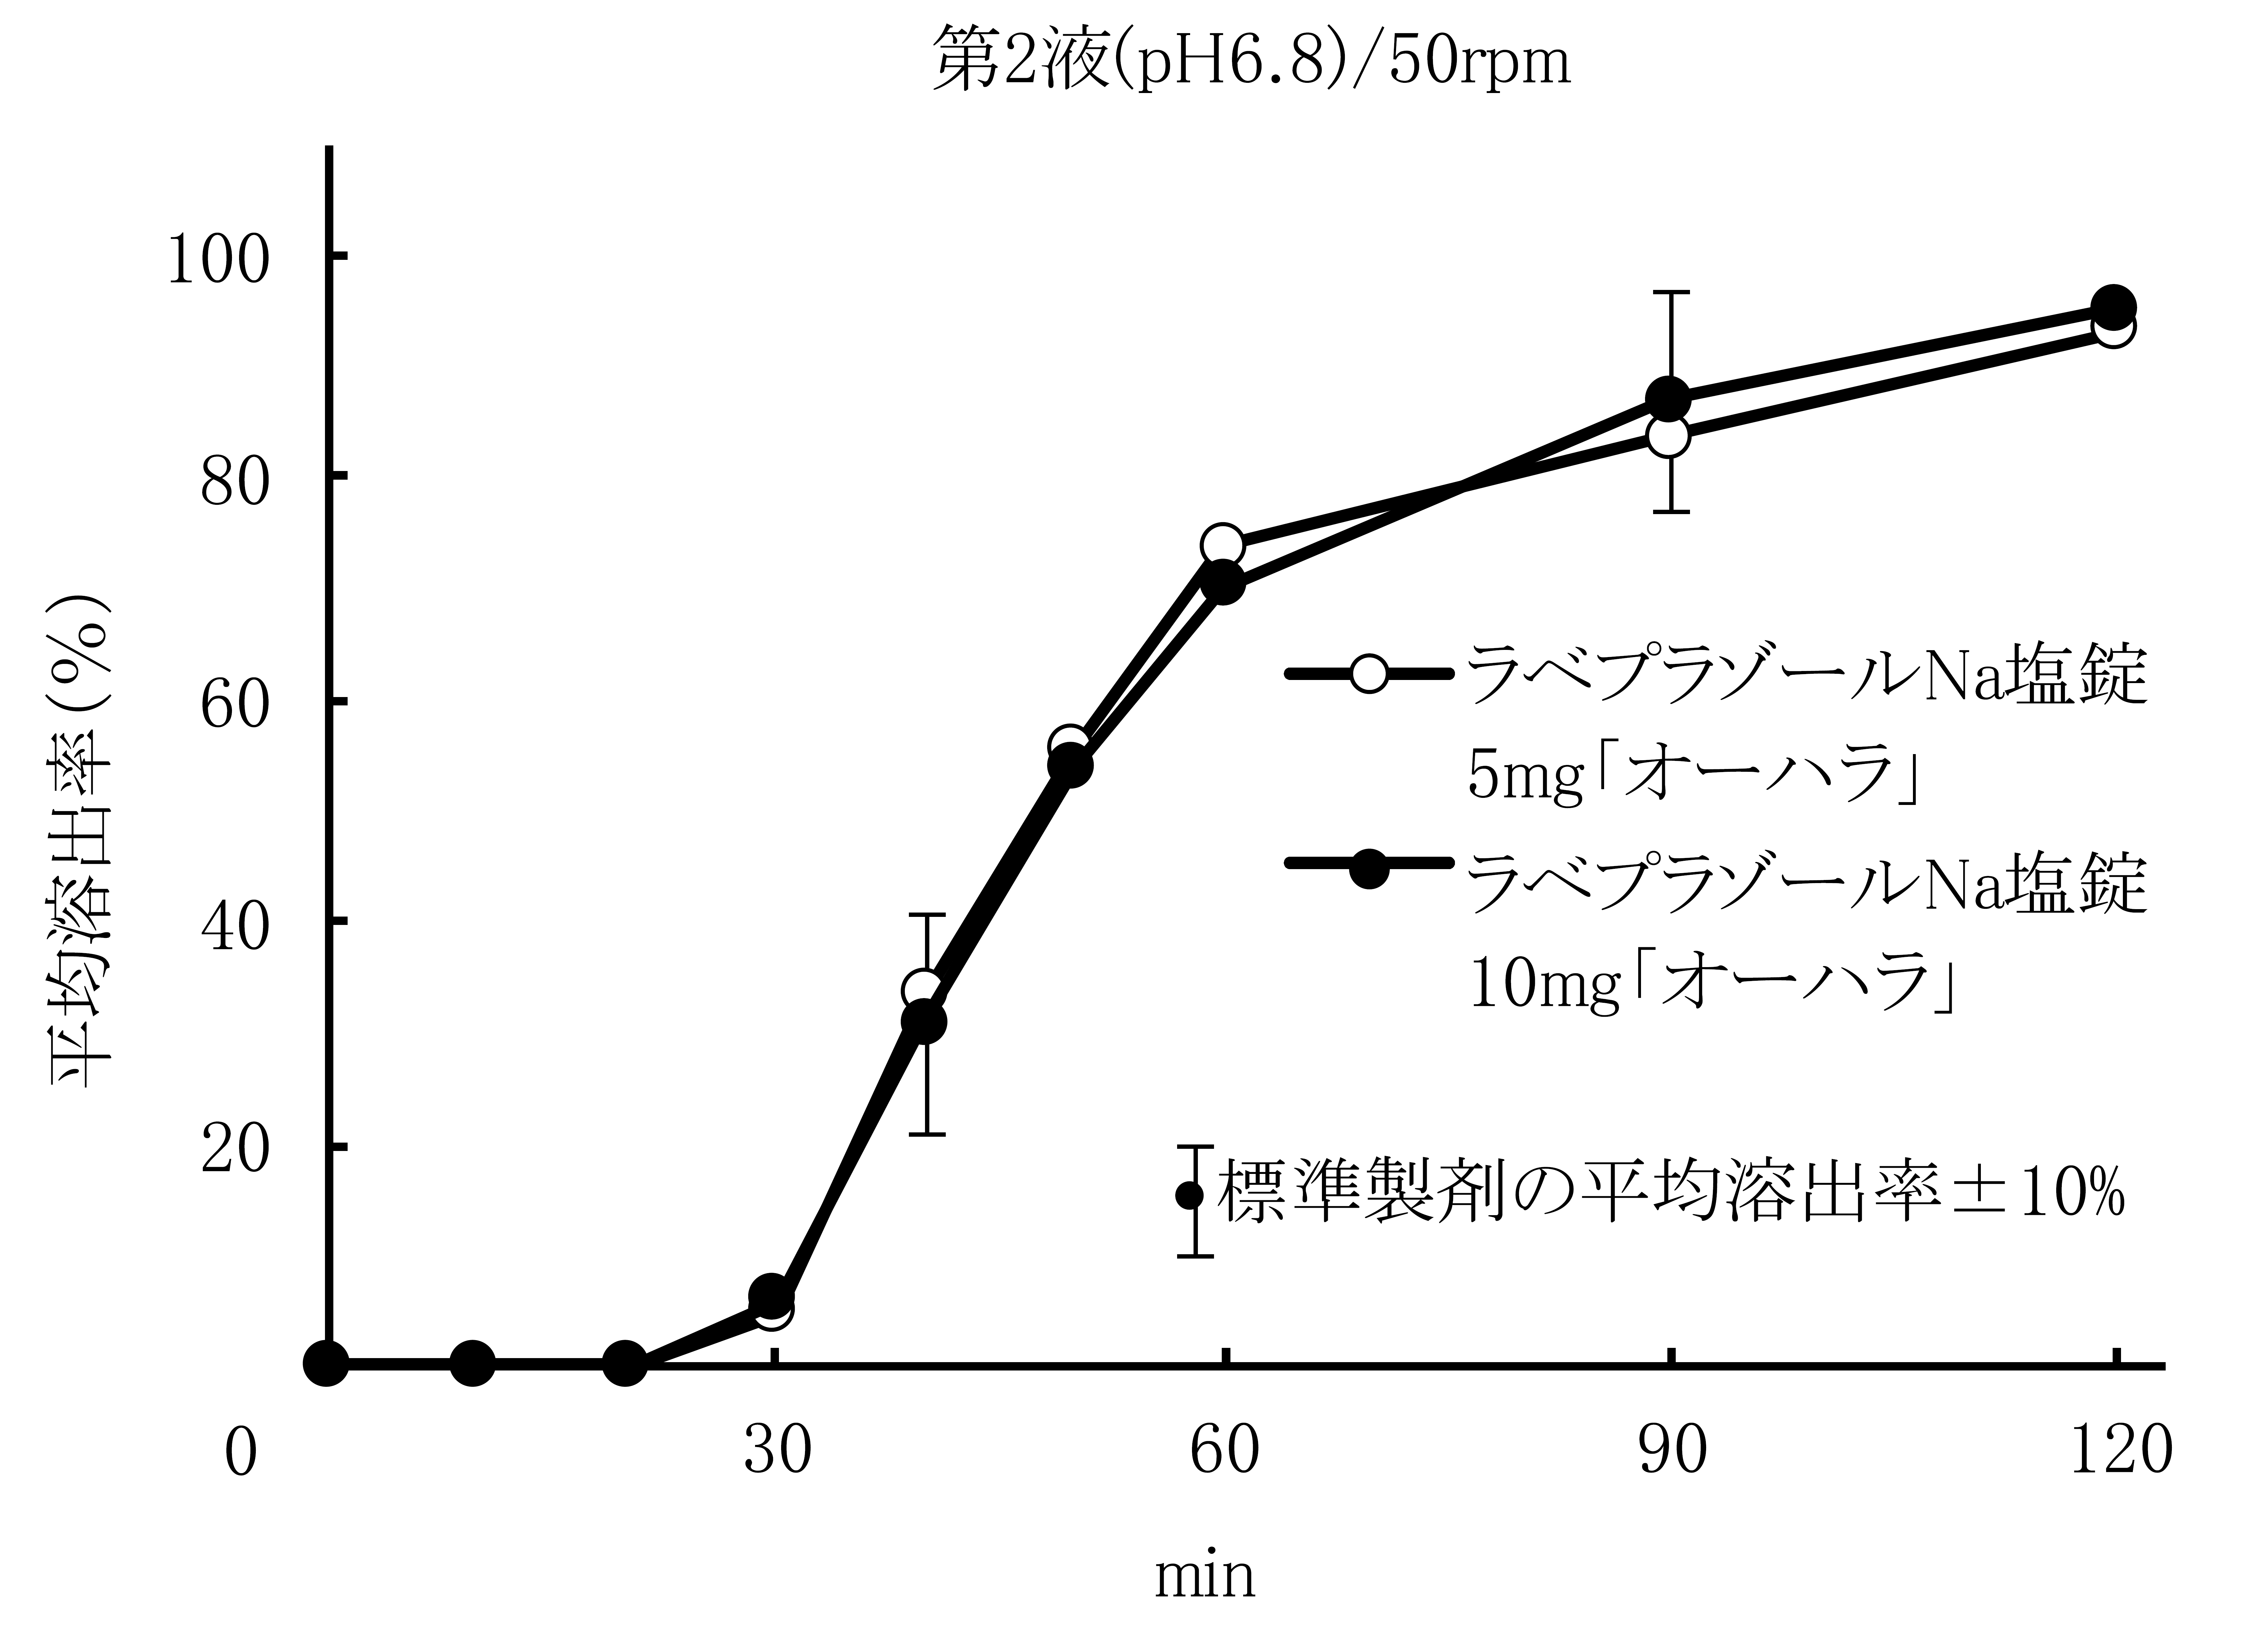 第2液(pH6.8)/50rpm
100
80
60
40
20
0
平均溶出率(%)
ラベプラゾールNa塩錠
5mg「オーハラ」
ラベプラゾールNa塩錠
10mg「オーハラ」
標準製剤の平均溶出率±10%
30
60
90
120
min